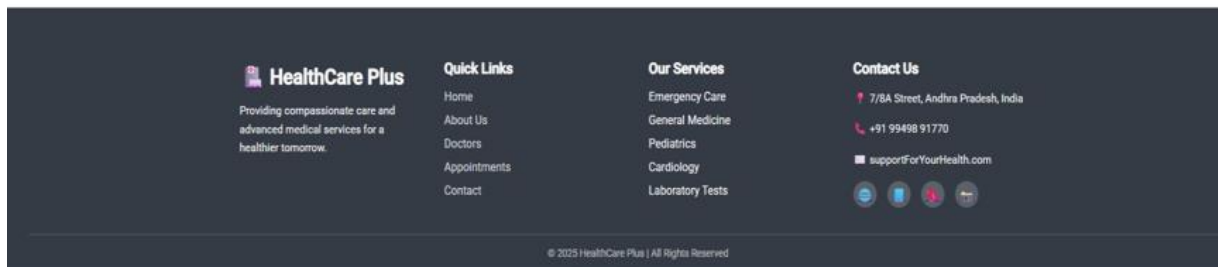 HealthCare Plus
Providing compassionate care and
advanced medical services for a
healthier tomorrow.
Quick Links
Home
About Us
Doctors
Appointments
Contact
Our Services
Emergency Care
General Medicine
Pediatrics
Cardiology
Laboratory Tests
Contact Us
7/8A Street, Andhra Pradesh, India
+91 99498 91770
supportForYourHealth.com
© 2025 HealthCare Plus | All Rights Reserved